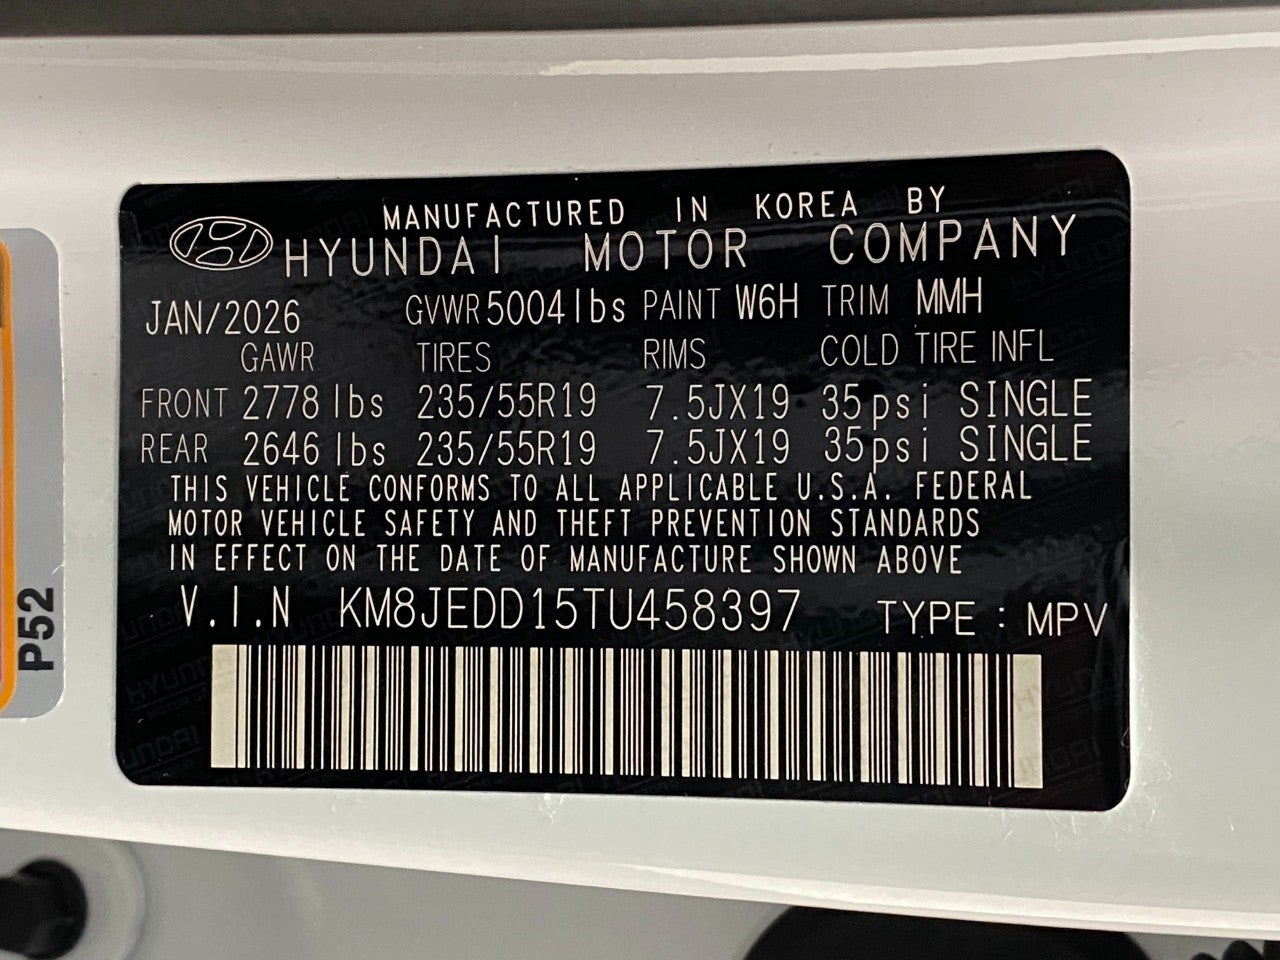 MANUFACTURED IN KOREA BY
HYUNDAI MOTOR COMPANY
JAN/2026 GVWR 5004lbs PAINT W6H TRIM MMH
GAWR TIRES RIMS COLD TIRE INFL
FRONT 2778 lbs 235/55R19 7.5JX19 35psi SINGLE
REAR 2646 lbs 235/55R19 7.5JX19 35psi SINGLE
THIS VEHICLE CONFORMS TO ALL APPLICABLE U.S.A. FEDERAL
MOTOR VEHICLE SAFETY AND THEFT PREVENTION STANDARDS
IN EFFECT ON THE DATE OF MANUFACTURE SHOWN ABOVE
V.I.N KM8JEDD15TU458397 TYPE : MPV
P52